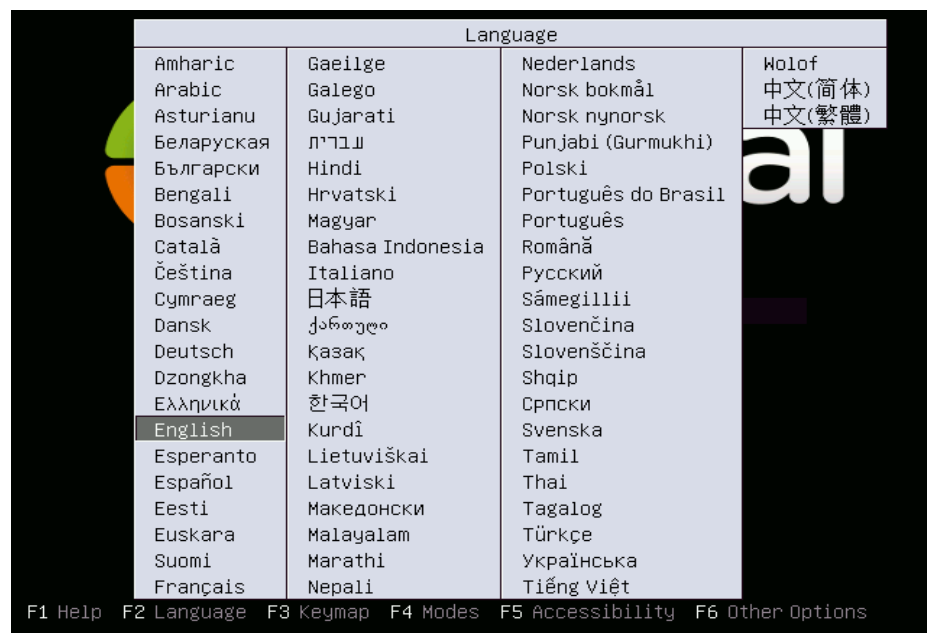 Language
Amharic
Arabic
Asturianu
Беларуская
Български
Bengali
Bosanski
Català
Čeština
Cymraeg
Dansk
Deutsch
Dzongkha
Ελληνικά
English
Esperanto
Español
Eesti
Euskara
Suomi
Français
Gaeilge
Galego
Gujarati
עברית
Hindi
Hrvatski
Magyar
Bahasa Indonesia
Italiano
日本語
ქართული
Қазақ
Khmer
한국어
Kurdî
Lietuviškai
Latviski
Македонски
Malayalam
Marathi
Nepali
Nederlands
Norsk bokmål
Norsk nynorsk
Punjabi (Gurmukhi)
Polski
Português do Brasil
Português
Română
Русский
Sámegillii
Slovenčina
Slovenščina
Shqip
Српски
Svenska
Tamil
Thai
Tagalog
Türkçe
Українська
Tiếng Việt
Wolof
中文(简体)
中文(繁體)
F1 Help F2 Language F3 Keymap F4 Modes F5 Accessibility F6 Other Options